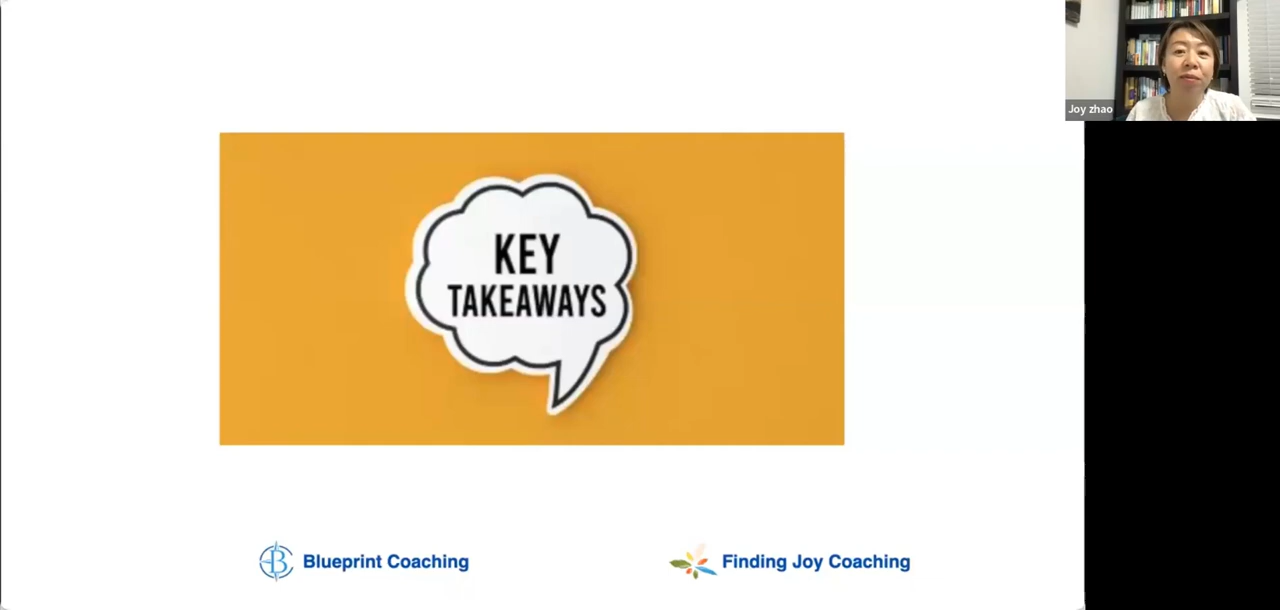 Joy zhao
KEY
TAKEAWAYS
B
Blueprint Coaching
Finding Joy Coaching